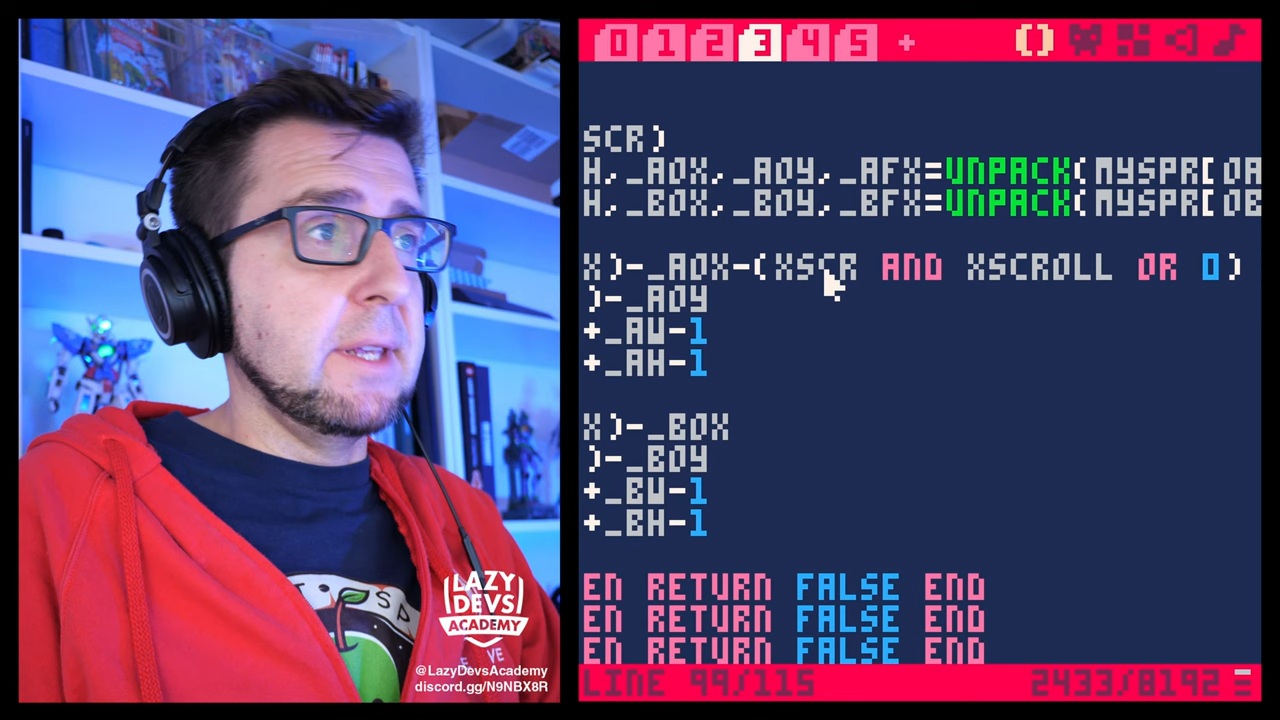 LAZY
DEVS
ACADEMY
@LazyDevsAcademy
discord.gg/N9NBX8R
0 1 2 3 4 5 +
SCR)
H,_AOX,_AOY,_AFX=UNPACK(MYSPR[OA
H,_BOX,_BOY,_BFX=UNPACK(MYSPR[OB
X)-_AOX-(XSCR AND XSCROLL OR 0)
)-_AOY
+_AW-1
+_AH-1
X)-_BOX
)-_BOY
+_BW-1
+_BH-1
EN RETURN FALSE END
EN RETURN FALSE END
EN RETURN FALSE END
LINE 99/115
2433/8192